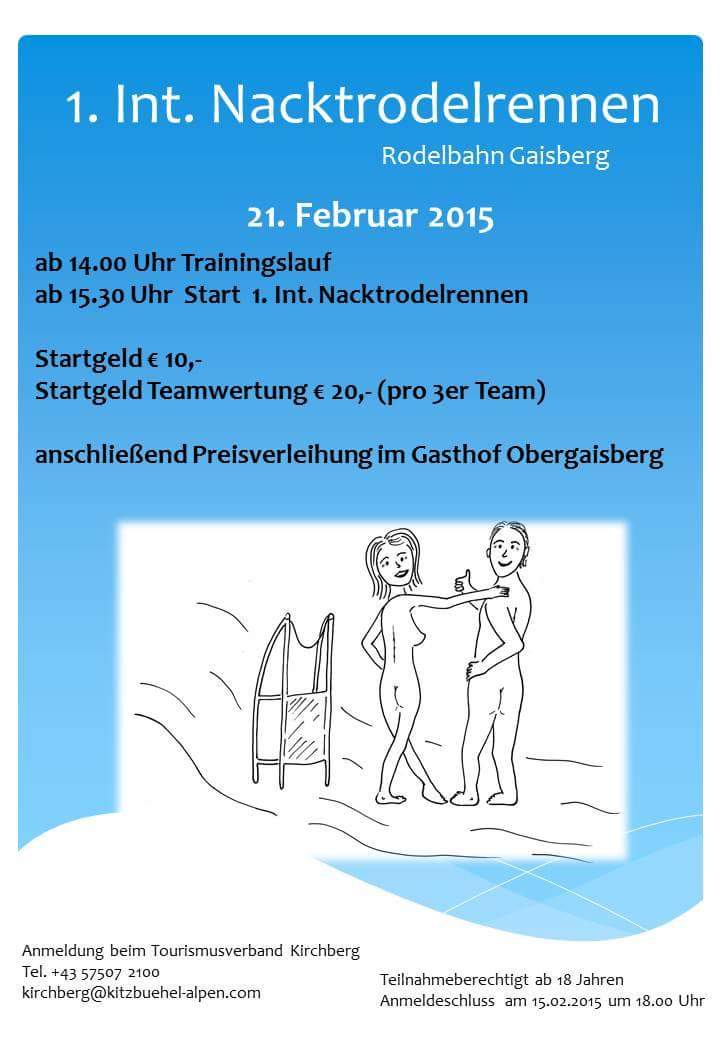 1. Int. Nacktrodelrennen
Rodelbahn Gaisberg
21. Februar 2015
ab 14.00 Uhr Trainingslauf
ab 15.30 Uhr Start 1. Int. Nacktrodelrennen
Startgeld € 10,-
Startgeld Teamwertung € 20,- (pro 3er Team)
anschließend Preisverleihung im Gasthof Obergaisberg
Anmeldung beim Tourismusverband Kirchberg
Tel. +43 57507 2100
kirchberg@kitzbuehel-alpen.com
Teilnahmeberechtigt ab 18 Jahren
Anmeldeschluss am 15.02.2015 um 18.00 Uhr